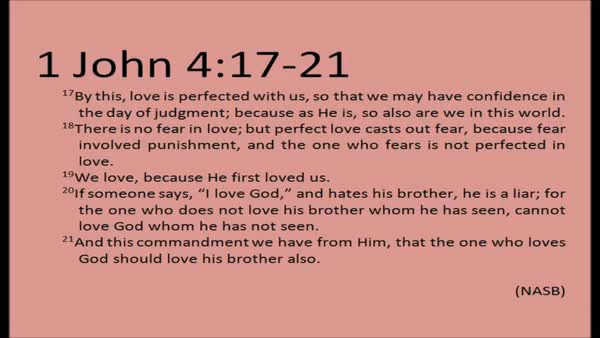 1 John 4:17-21
17By this, love is perfected with us, so that we may have confidence in
the day of judgment; because as He is, so also are we in this world.
18There is no fear in love; but perfect love casts out fear, because fear
involved punishment, and the one who fears is not perfected in
love.
19We love, because He first loved us.
20If someone says, “I love God,” and hates his brother, he is a liar; for
the one who does not love his brother whom he has seen, cannot
love God whom he has not seen.
21And this commandment we have from Him, that the one who loves
God should love his brother also.
(NASB)